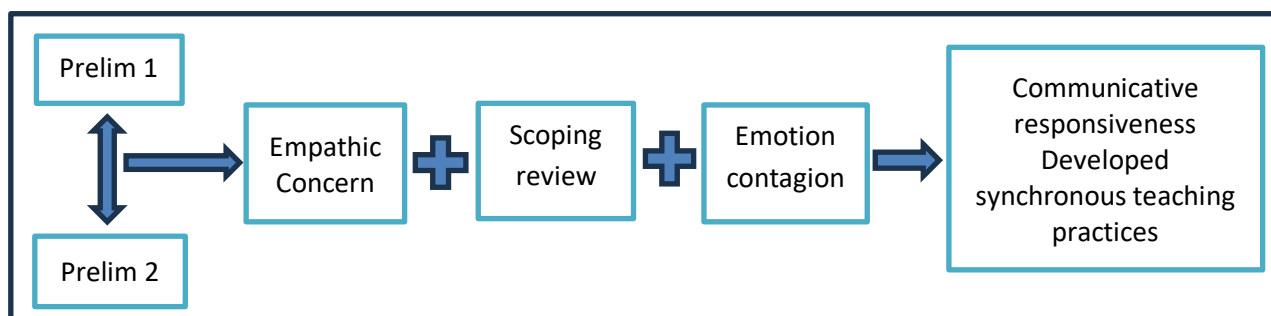 Prelim 1
Prelim 2
Empathic
Concern
Scoping
review
Emotion
contagion
Communicative
responsiveness
Developed
synchronous teaching
practices